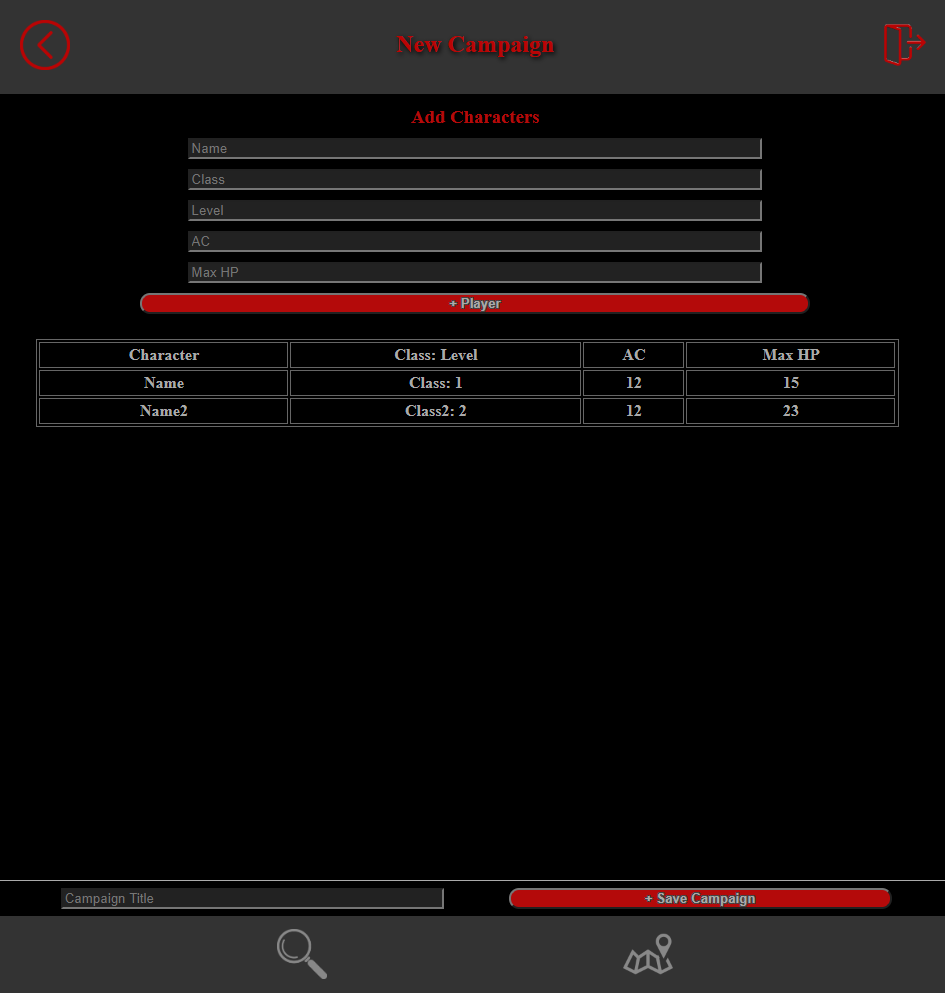 New Campaign
Add Characters
Name
Class
Level
AC
Max HP
+ Player
Character Class: Level AC Max HP
Name Class: 1 12 15
Name2 Class2: 2 12 23
Campaign Title + Save Campaign